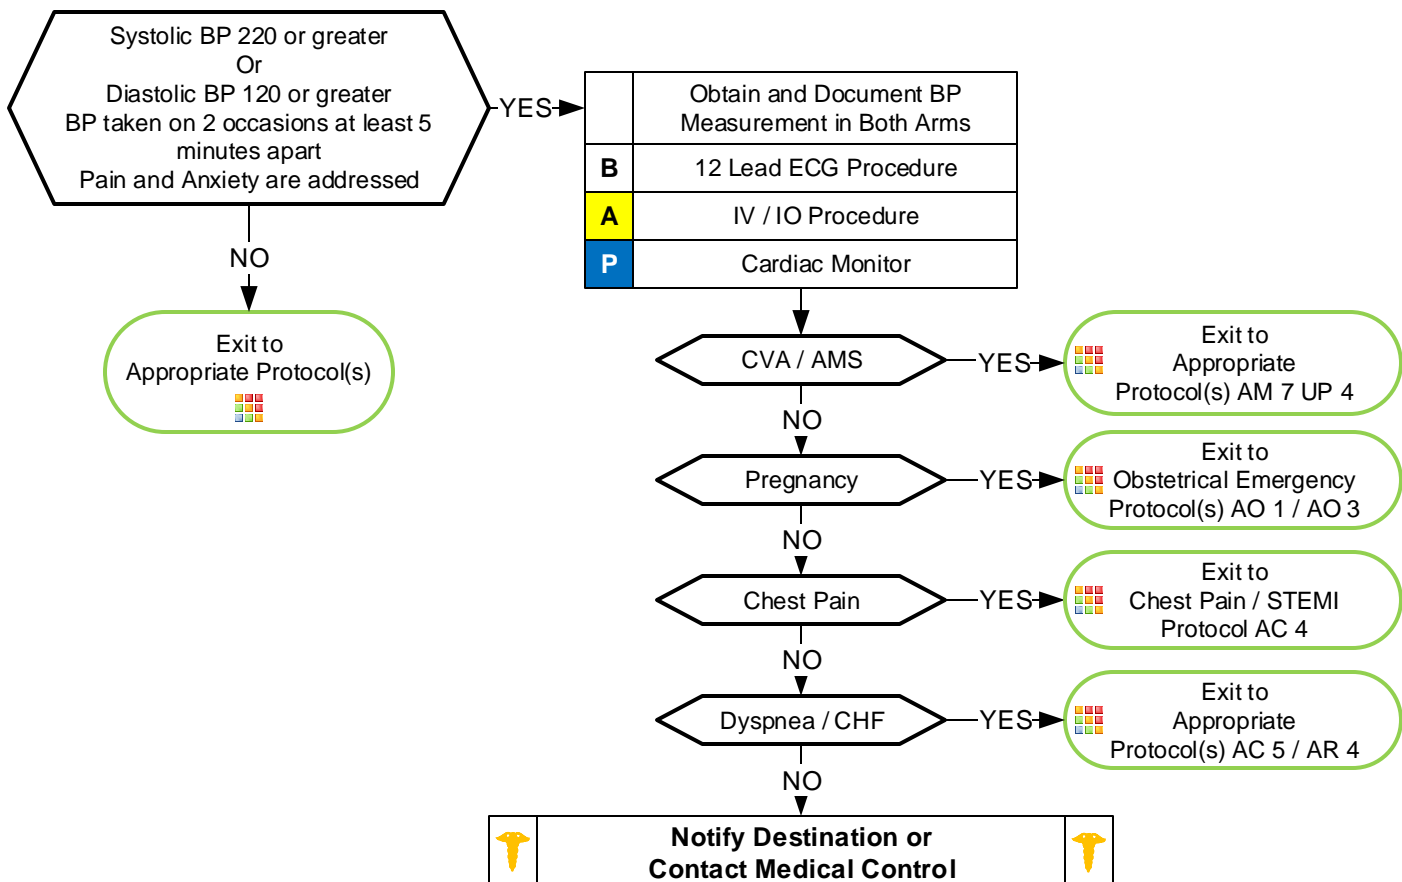 Systolic BP 220 or greater
Or
Diastolic BP 120 or greater
BP taken on 2 occasions at least 5
minutes apart
Pain and Anxiety are addressed
YES
NO
Exit to
Appropriate Protocol(s)
Obtain and Document BP
Measurement in Both Arms
B 12 Lead ECG Procedure
A IV / IO Procedure
P Cardiac Monitor
CVA / AMS
YES
Exit to
Appropriate
Protocol(s) AM 7 UP 4
NO
Pregnancy
YES
Exit to
Obstetrical Emergency
Protocol(s) AO 1 / AO 3
NO
Chest Pain
YES
Exit to
Chest Pain / STEMI
Protocol AC 4
NO
Dyspnea / CHF
YES
Exit to
Appropriate
Protocol(s) AC 5 / AR 4
NO
Notify Destination or
Contact Medical Control